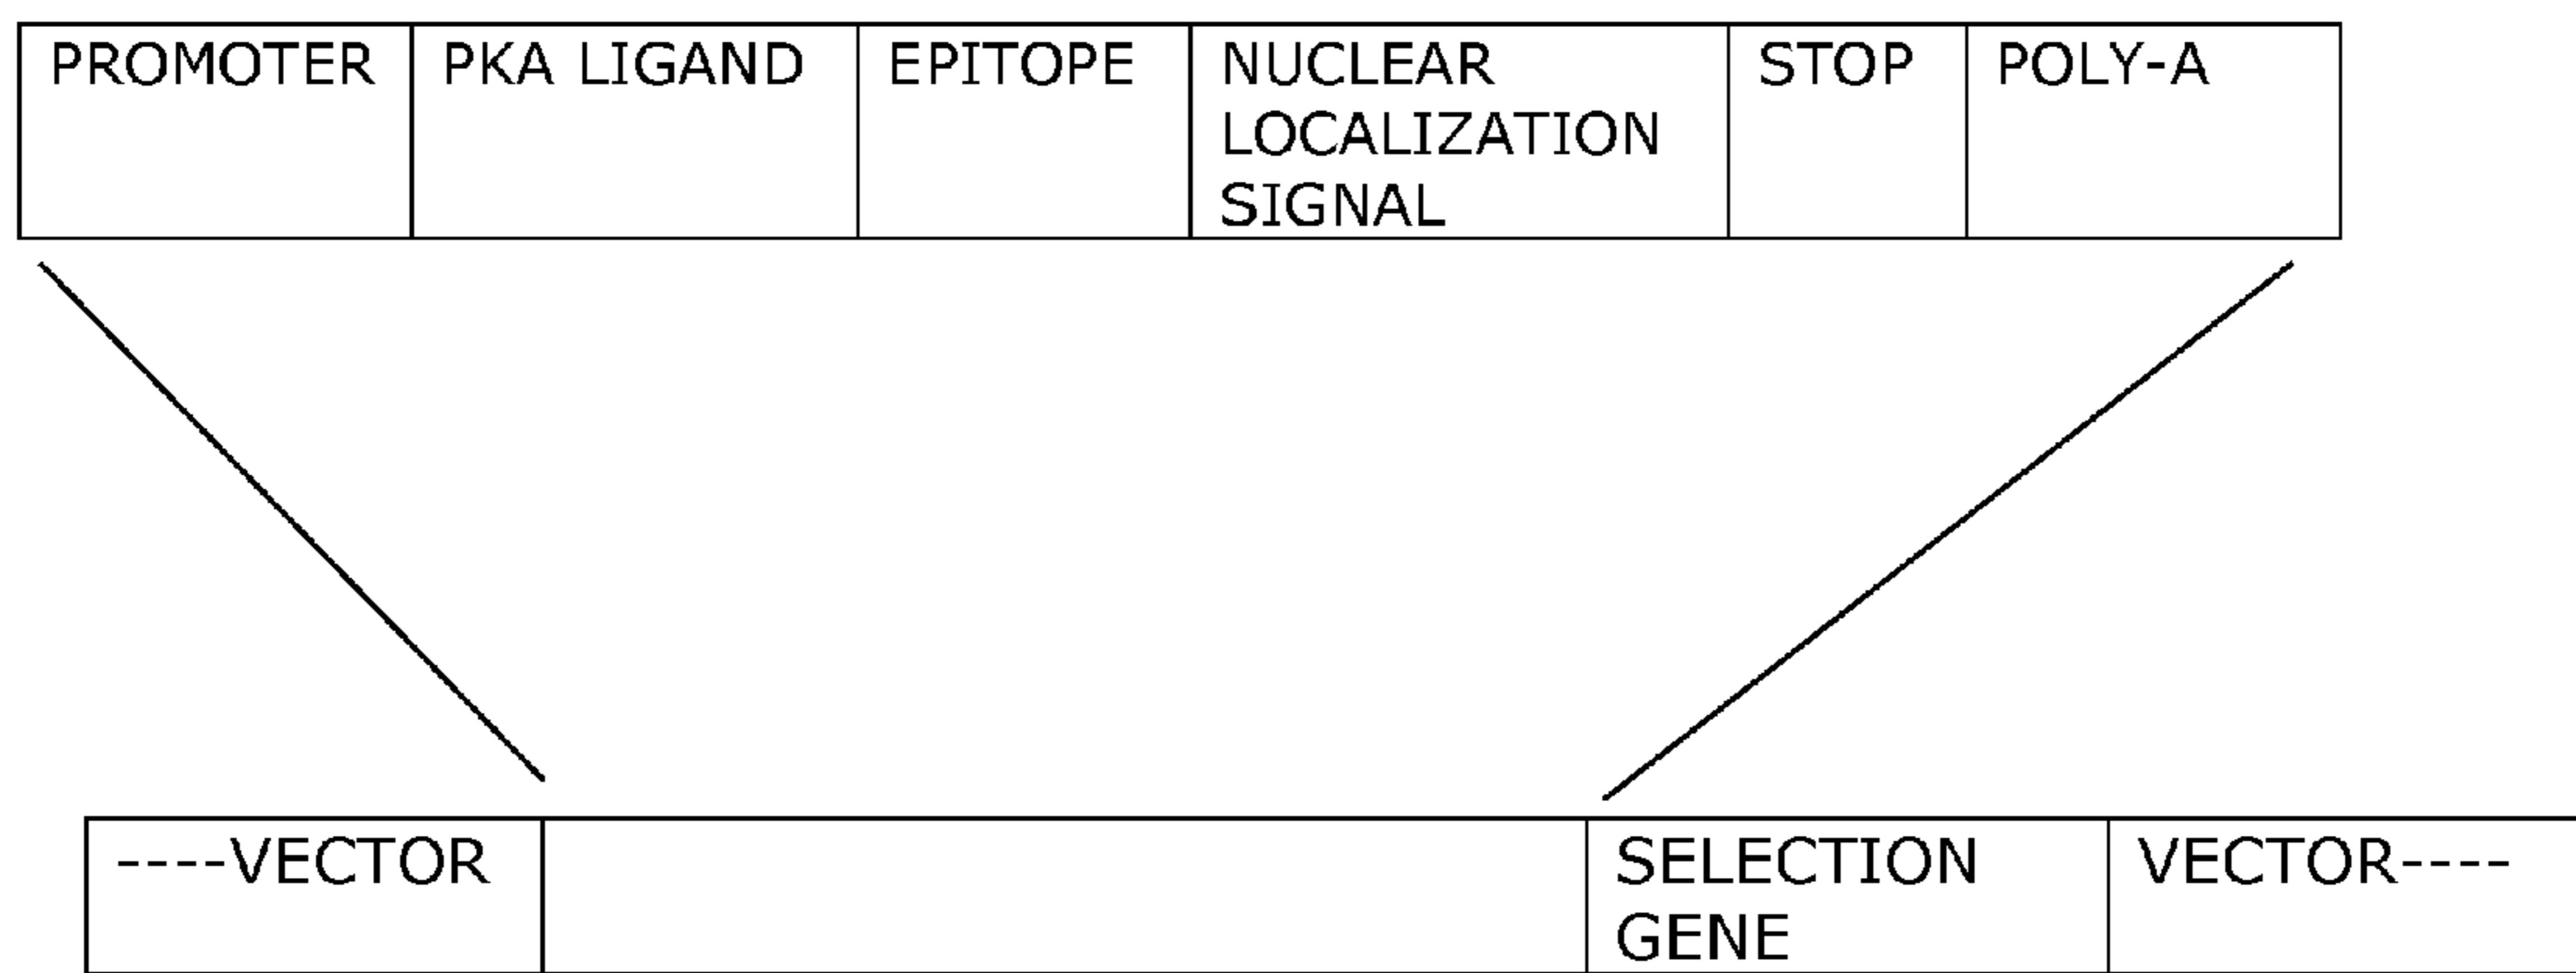 PROMOTER PKA LIGAND EPITOPE NUCLEAR STOP POLY-A
LOCALIZATION
SIGNAL
----VECTOR SELECTION VECTOR----
GENE